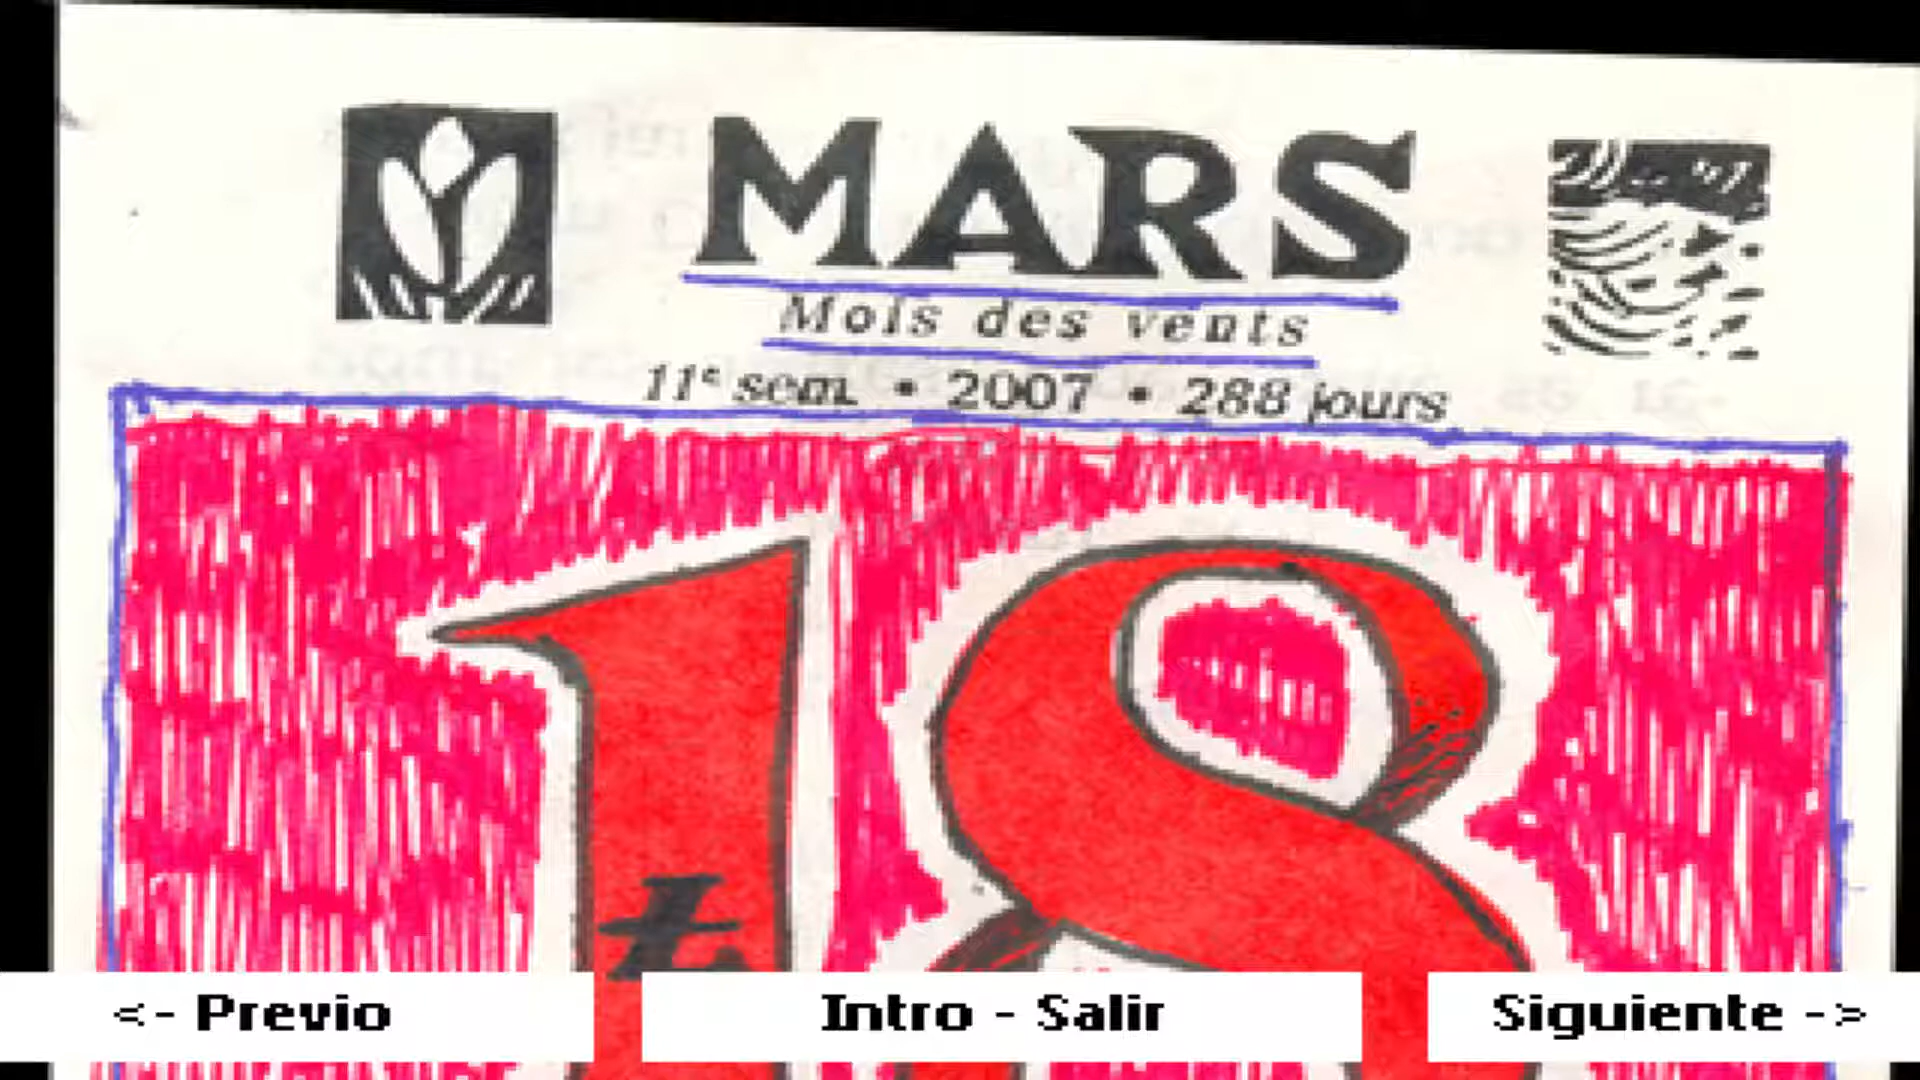 MARS
Mois des vents
11e sem. • 2007 • 288 jours
18
<- Previo
Intro - Salir
Siguiente ->